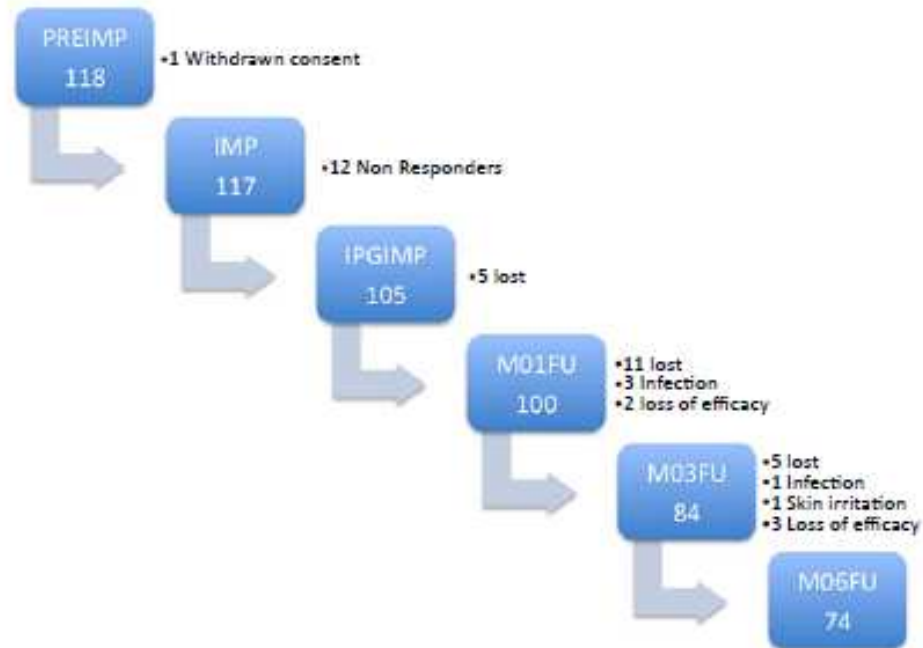 PREIMP
118
•1 Withdrawn consent
IMP
117
•12 Non Responders
IPGIMP
105
•5 lost
M01FU
100
•11 lost
•3 Infection
•2 loss of efficacy
M03FU
84
•5 lost
•1 Infection
•1 Skin irritation
•3 Loss of efficacy
M06FU
74